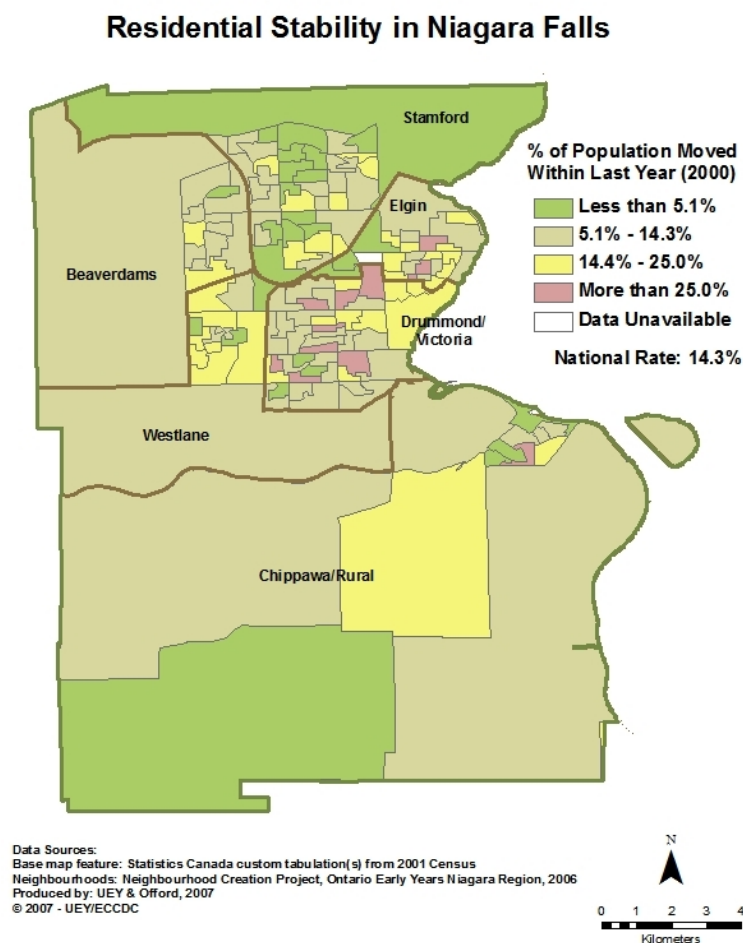 Residential Stability in Niagara Falls
Stamford
% of Population Moved
Within Last Year (2000)
Less than 5.1%
5.1% - 14.3%
14.4% - 25.0%
More than 25.0%
Data Unavailable
National Rate: 14.3%
Elgin
Beaverdams
Drummond/
Victoria
Westlane
Chippawa/Rural
Data Sources:
Base map feature: Statistics Canada custom tabulation(s) from 2001 Census
Neighbourhoods: Neighbourhood Creation Project, Ontario Early Years Niagara Region, 2006
Produced by: UEY & Offord, 2007
© 2007 - UEY/ECCDC
N
0 1 2 3 4
Kilometers